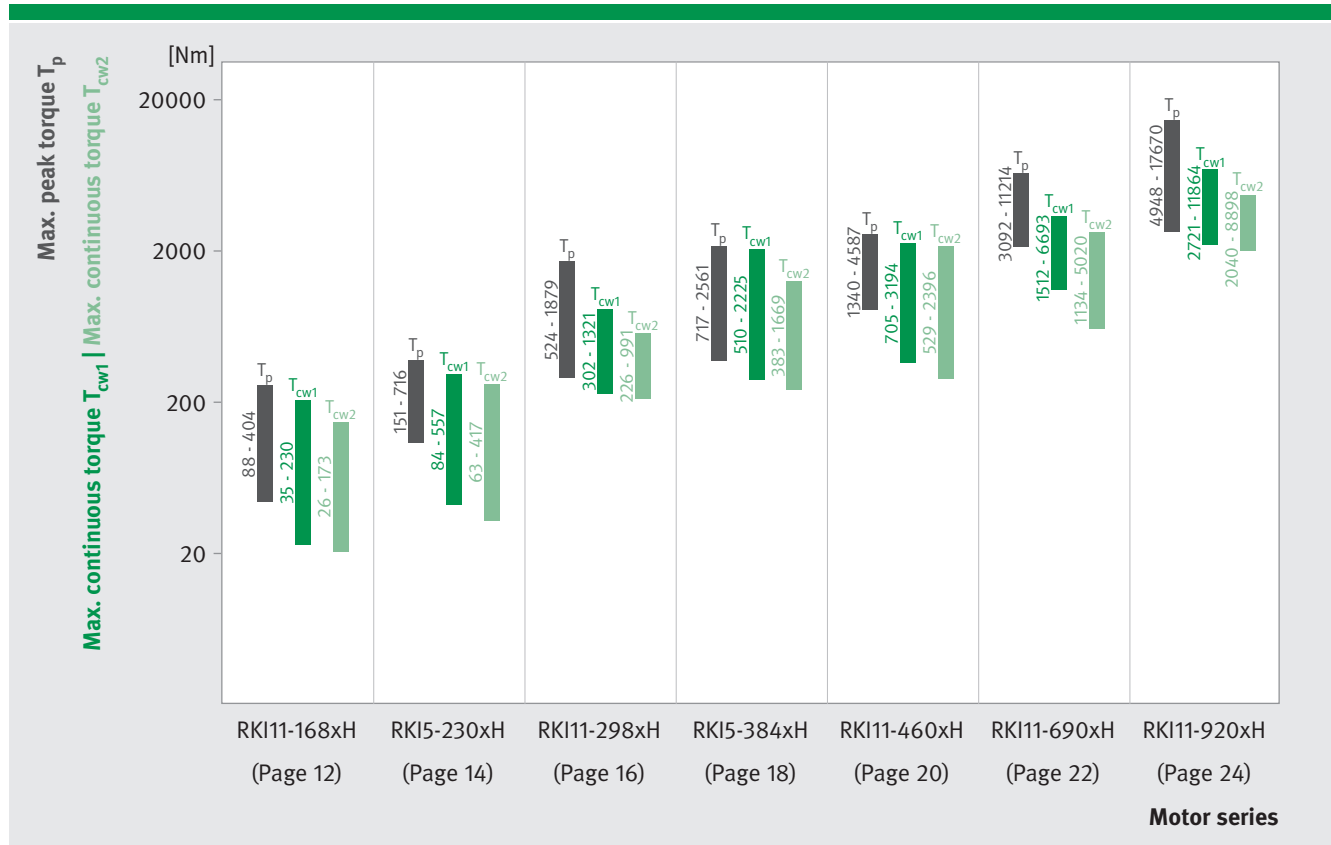 Max. peak torque Tp
Max. continuous torque Tcw1 | Max. continuous torque Tcw2
[Nm]
20000
2000
200
20
Tp
88 - 404
Tcw1
35 - 230
Tcw2
26 - 173
Tp
151 - 716
Tcw1
84 - 557
Tcw2
63 - 417
Tp
524 - 1879
Tcw1
302 - 1321
Tcw2
226 - 991
Tp
717 - 2561
Tcw1
510 - 2225
Tcw2
383 - 1669
Tp
1340 - 4587
Tcw1
705 - 3194
Tcw2
529 - 2396
Tp
3092 - 11214
Tcw1
1512 - 6693
Tcw2
1134 - 5020
Tp
4948 - 17670
Tcw1
2721 - 11864
Tcw2
2040 - 8898
RKI11-168xH RKI5-230xH RKI11-298xH RKI5-384xH RKI11-460xH RKI11-690xH RKI11-920xH
(Page 12) (Page 14) (Page 16) (Page 18) (Page 20) (Page 22) (Page 24)
Motor series